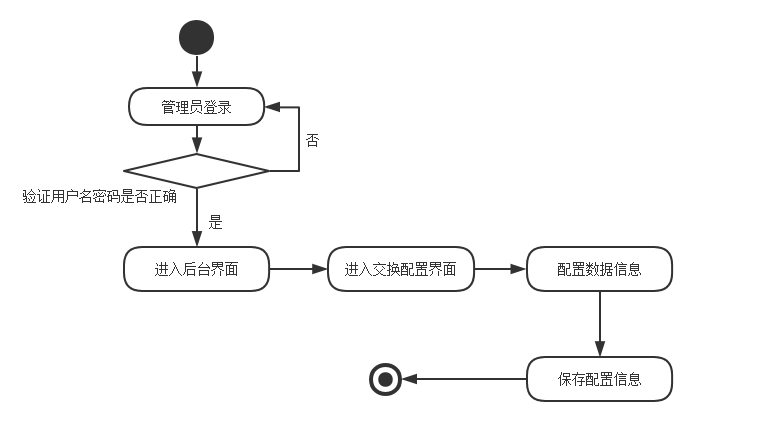 管理员登录
否
验证用户名密码是否正确
是
进入后台界面
进入交换配置界面
配置数据信息
保存配置信息